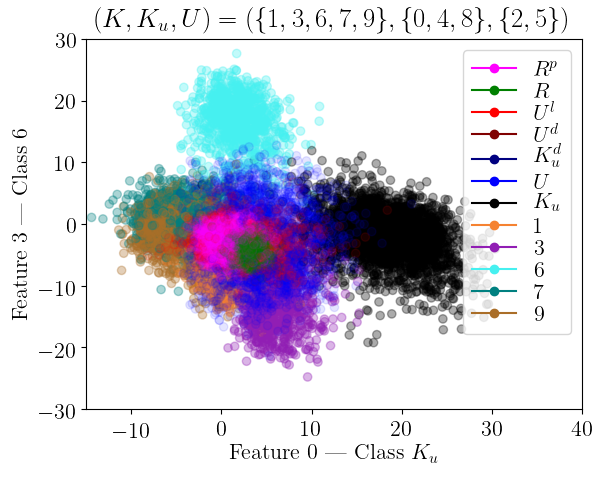 (K, K_u, U) = ({1, 3, 6, 7, 9}, {0, 4, 8}, {2, 5})
30
20
10
0
−10
−20
−30
Feature 3 — Class 6
R^p
R
U^l
U^d
K_u^d
U
K_u
1
3
6
7
9
−10 0 10 20 30 40
Feature 0 — Class K_u